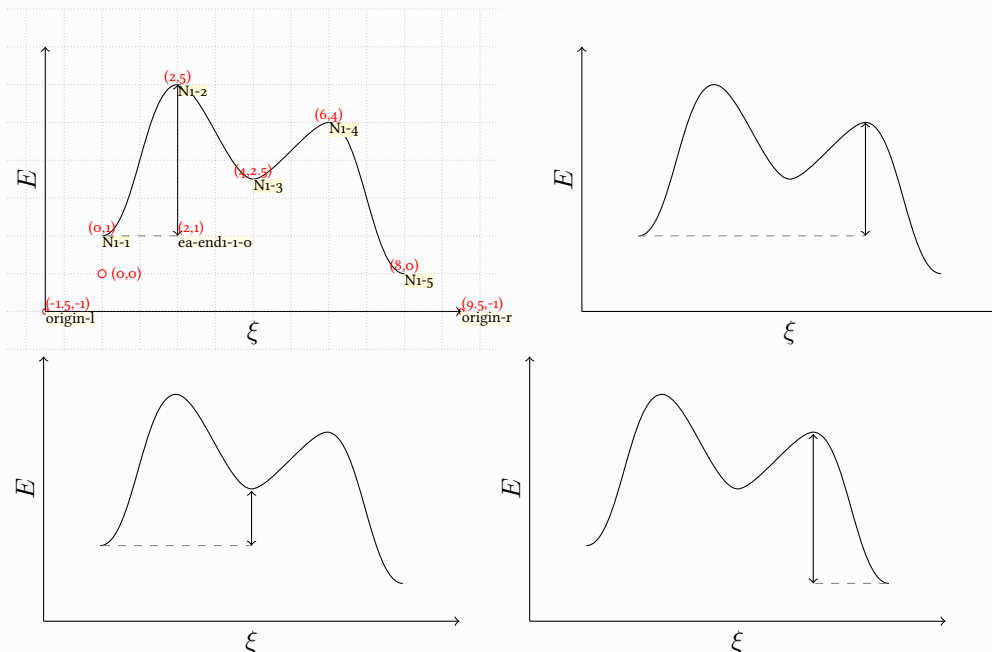 (2,5)
N1-2
(6,4)
N1-4
(4,2.5)
N1-3
E
E
(0,1)
(2,1)
N1-1
ea-end1-1-0
(0,0)
(8,0)
N1-5
(-1.5,-1)
(9.5,-1)
origin-l
origin-r
ξ
ξ
E
E
ξ
ξ